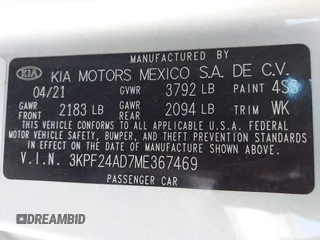 MANUFACTURED BY
KIA KIA MOTORS MEXICO S.A. DE C.V.
04/21 GVWR 3792 LB PAINT 4SS
GAWR FRONT 2183 LB GAWR REAR 2094 LB TRIM WK
THIS VEHICLE CONFORMS TO ALL APPLICABLE U.S.A. FEDERAL
MOTOR VEHICLE SAFETY, BUMPER, AND THEFT PREVENTION
STANDARDS IN EFFECT ON THE DATE OF MANUFACTURE SHOWN ABOVE.
V.I.N. 3KPF24AD7ME367469
PASSENGER CAR
DREAMBID